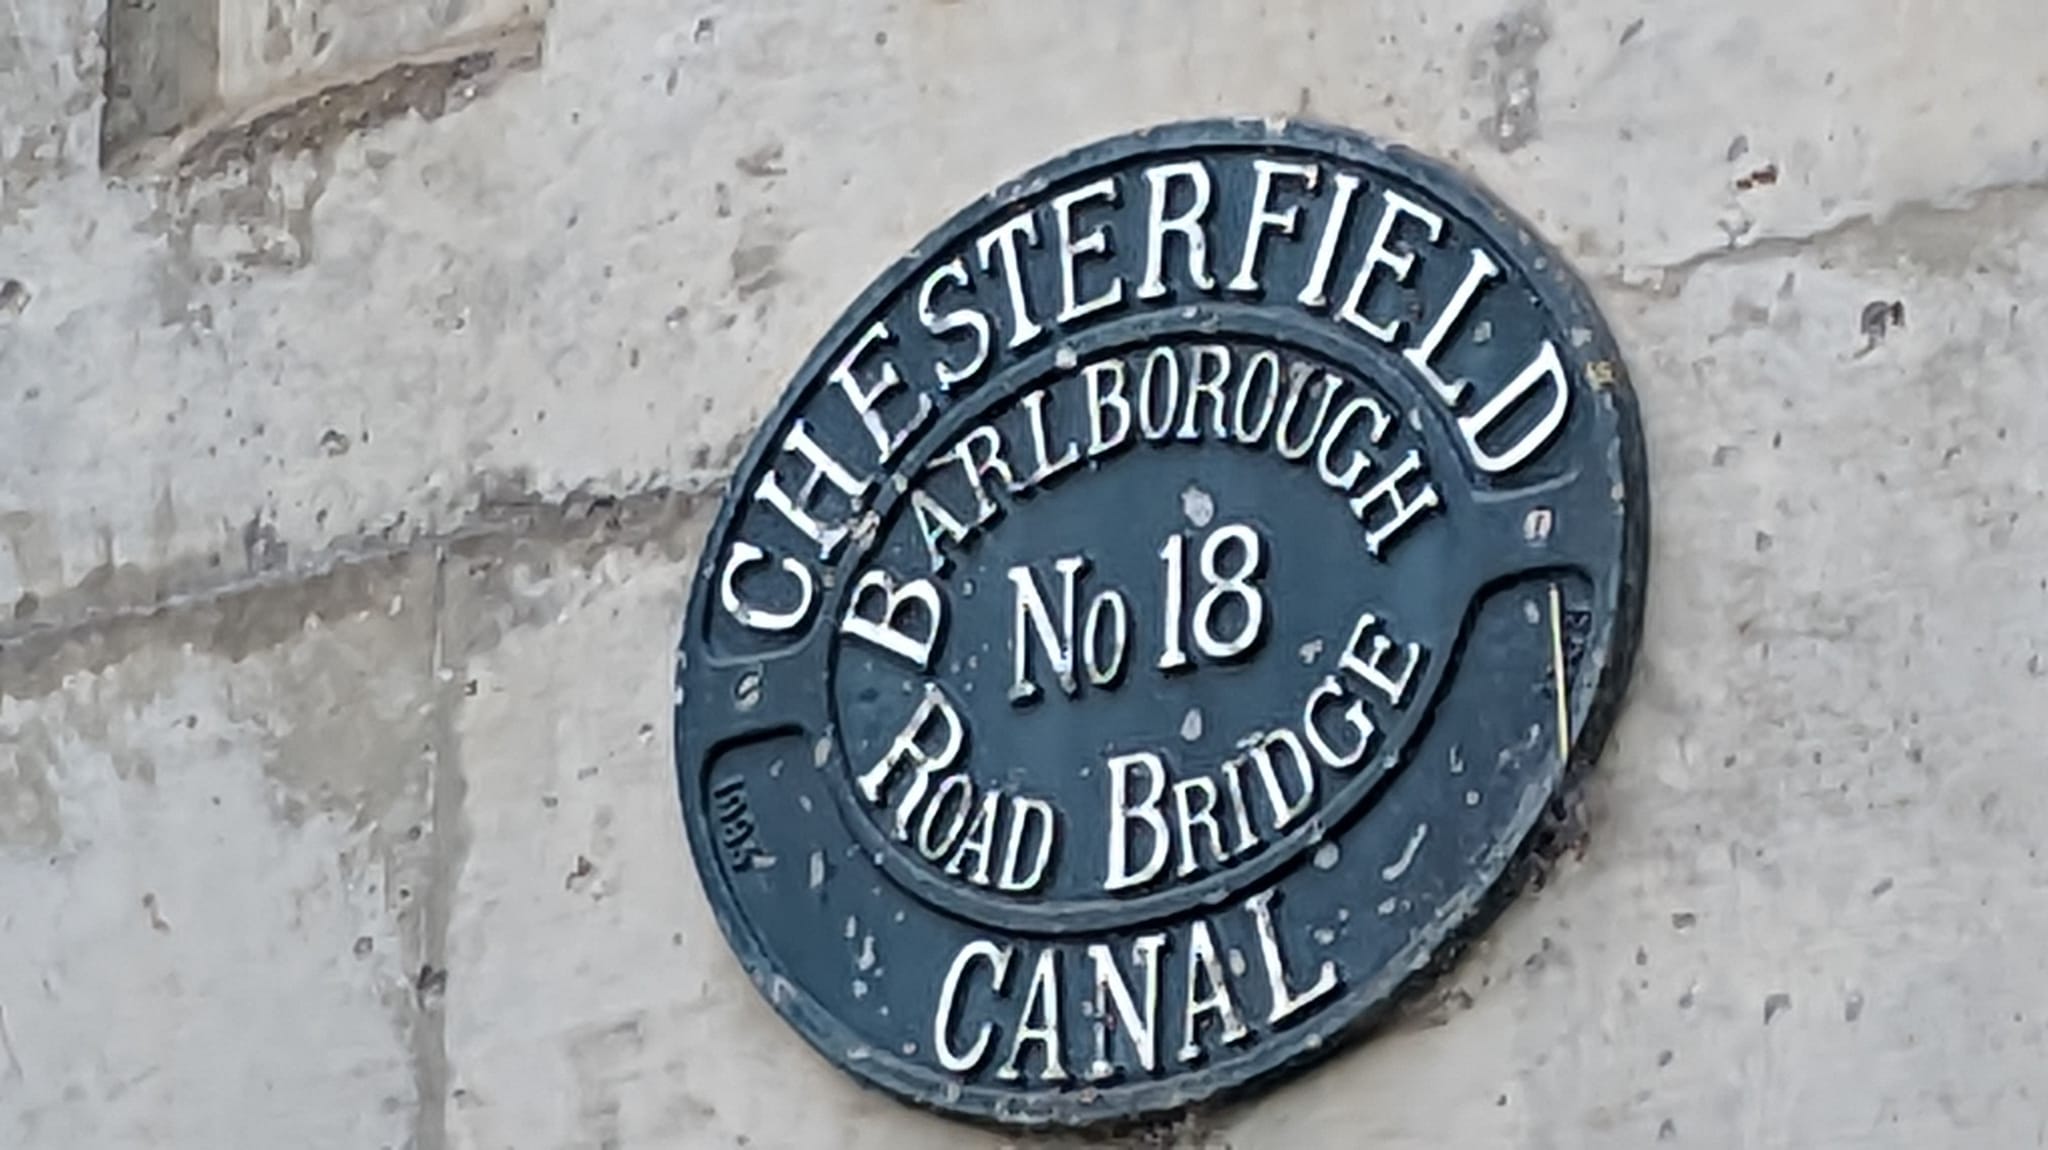 CHESTERFIELD
BARLBOROUGH
No 18
ROAD BRIDGE
CANAL